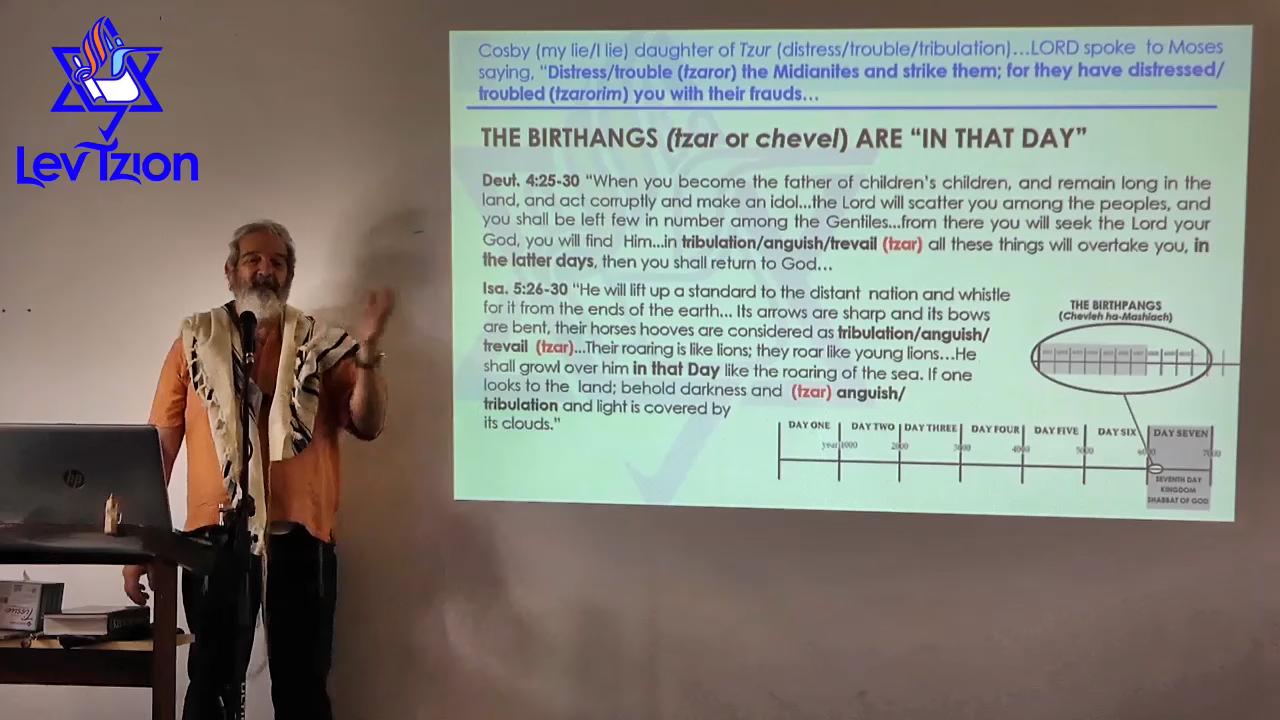 Lev Tzion
Cosby (my lie/I lie) daughter of Tzur (distress/trouble/tribulation)…LORD spoke to Moses
saying, “Distress/trouble (tzaror) the Midianites and strike them; for they have distressed/
troubled (tzarorim) you with their frauds…
THE BIRTHANGS (tzar or chevel) ARE “IN THAT DAY”
Deut. 4:25-30 “When you become the father of children’s children, and remain long in the
land, and act corruptly and make an idol...the Lord will scatter you among the peoples, and
you shall be left few in number among the Gentiles...from there you will seek the Lord your
God, you will find Him...in tribulation/anguish/trevail (tzar) all these things will overtake you, in
the latter days, then you shall return to God…
Isa. 5:26-30 “He will lift up a standard to the distant nation and whistle
for it from the ends of the earth... Its arrows are sharp and its bows
are bent, their horses hooves are considered as tribulation/anguish/
trevail (tzar)...Their roaring is like lions; they roar like young lions...He
shall growl over him in that Day like the roaring of the sea. If one
looks to the land; behold darkness and (tzar) anguish/
tribulation and light is covered by
its clouds.”
THE BIRTHPANGS
(Chevleh ha-Mashiach)
DAY ONE DAY TWO DAY THREE DAY FOUR DAY FIVE DAY SIX DAY SEVEN
year 1000 2000 3000 4000 5000 6000 7000
SEVENTH DAY
KINGDOM
SHABBAT OF GOD
hp
Tissue